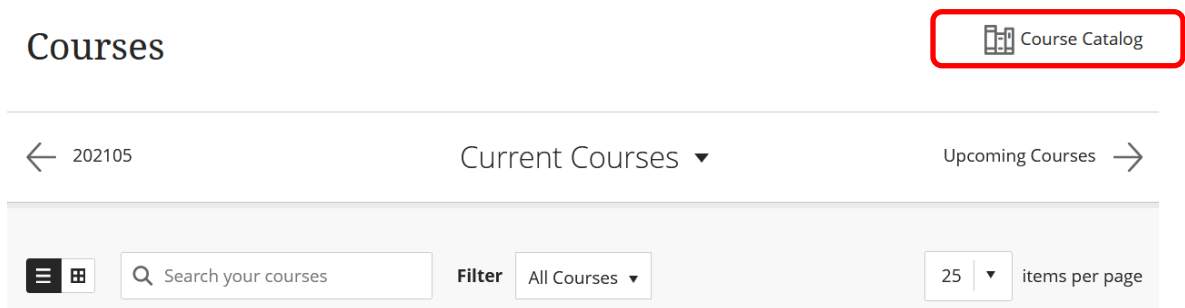 Courses
Course Catalog
202105
Current Courses
Upcoming Courses
Search your courses
Filter
All Courses
25
items per page